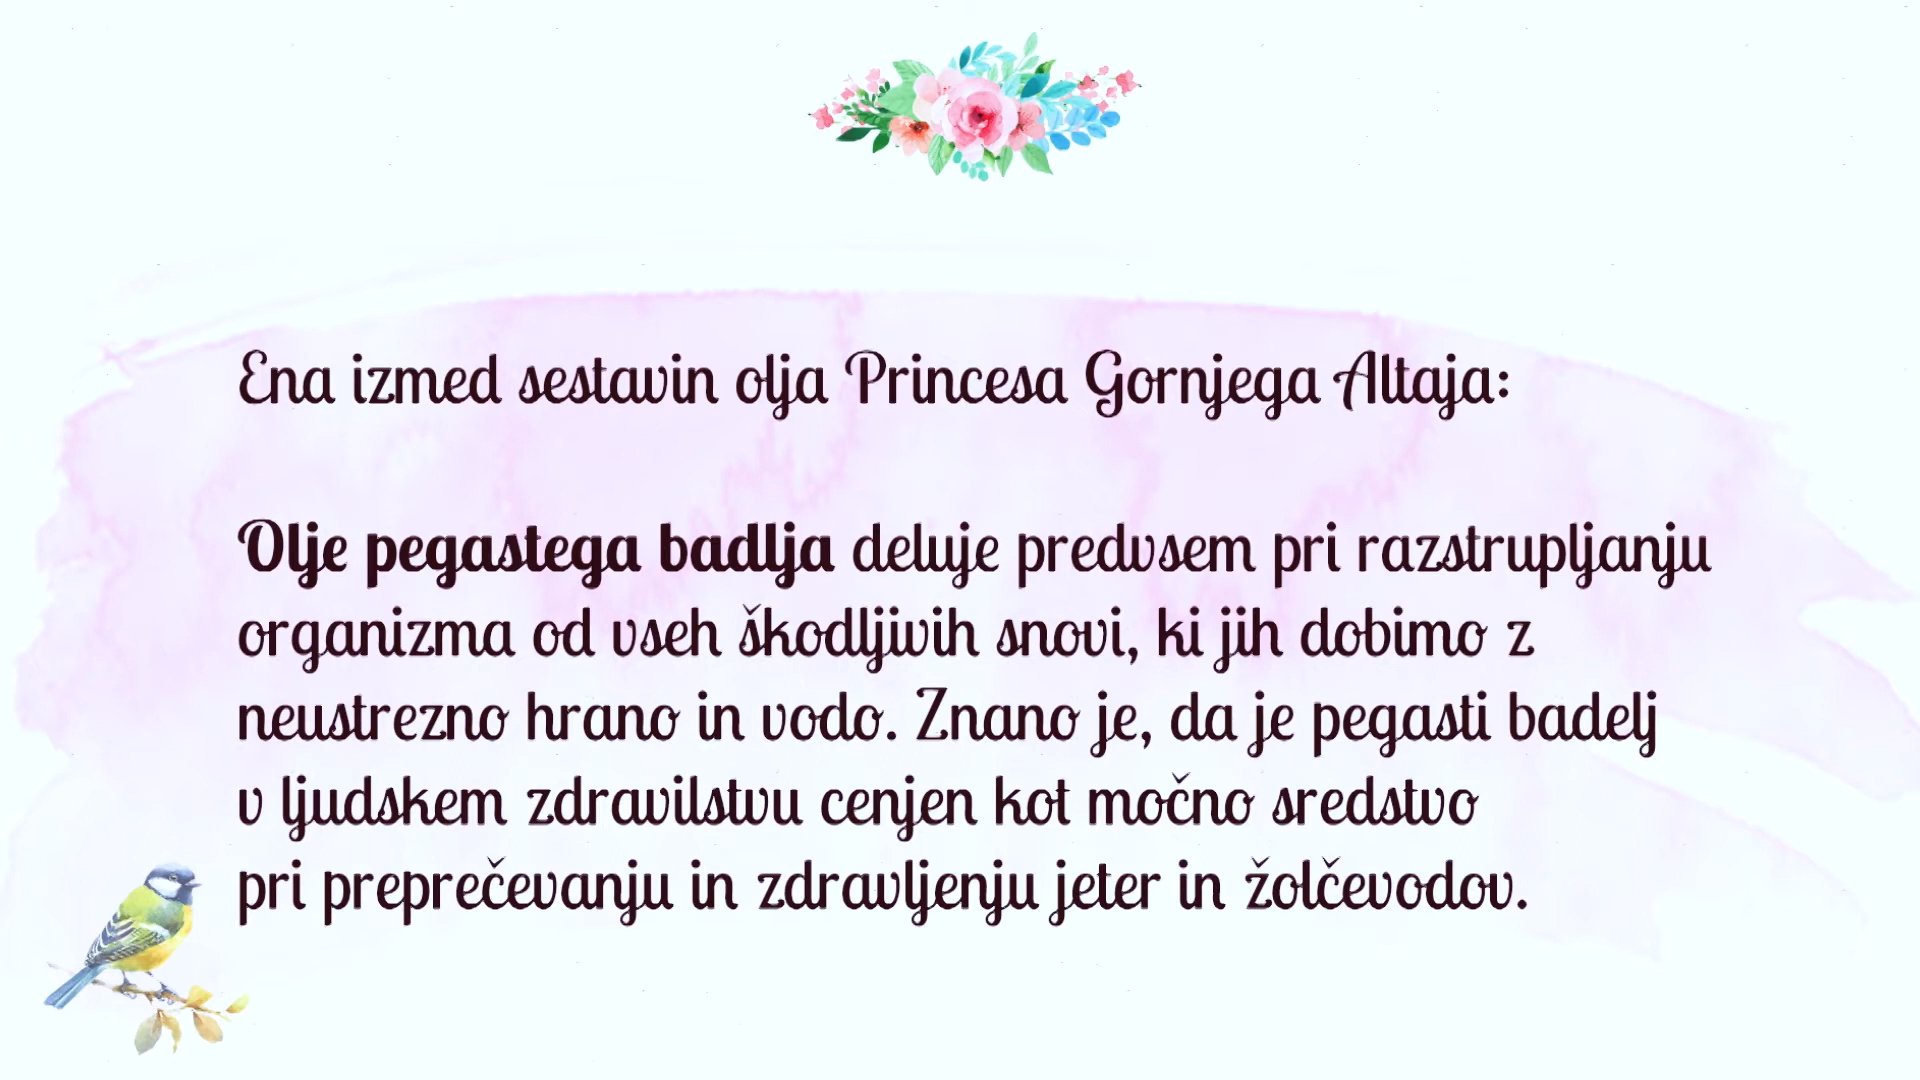 Ena izmed sestavin olja Princesa Gornjega Altaja:
Olje pegastega badlja deluje predvsem pri razstrupljanju
organizma od vseh škodljivih snovi, ki jih dobimo z
neustrezno hrano in vodo. Znano je, da je pegasti badelj
v ljudskem zdravilstvu cenjen kot močno sredstvo
pri preprečevanju in zdravljenju jeter in žolčevodov.